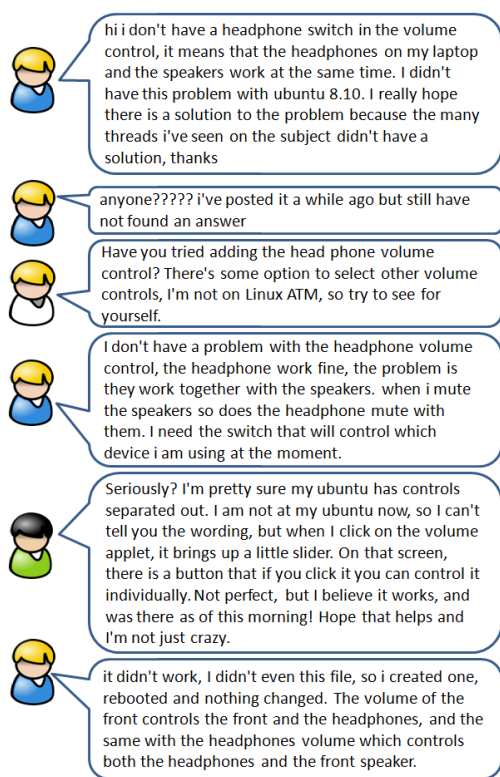 hi i don't have a headphone switch in the volume
control, it means that the headphones on my laptop
and the speakers work at the same time. I didn't
have this problem with ubuntu 8.10. I really hope
there is a solution to the problem because the many
threads i've seen on the subject didn't have a
solution, thanks
anyone????? i've posted it a while ago but still have
not found an answer
Have you tried adding the head phone volume
control? There's some option to select other volume
controls, I'm not on Linux ATM, so try to see for
yourself.
I don't have a problem with the headphone volume
control, the headphone work fine, the problem is
they work together with the speakers. when i mute
the speakers so does the headphone mute with
them. I need the switch that will control which
device i am using at the moment.
Seriously? I'm pretty sure my ubuntu has controls
separated out. I am not at my ubuntu now, so I can't
tell you the wording, but when I click on the volume
applet, it brings up a little slider. On that screen,
there is a button that if you click it you can control it
individually. Not perfect, but I believe it works, and
was there as of this morning! Hope that helps and
I'm not just crazy.
it didn't work, I didn't even this file, so i created one,
rebooted and nothing changed. The volume of the
front controls the front and the headphones, and the
same with the headphones volume which controls
both the headphones and the front speaker.